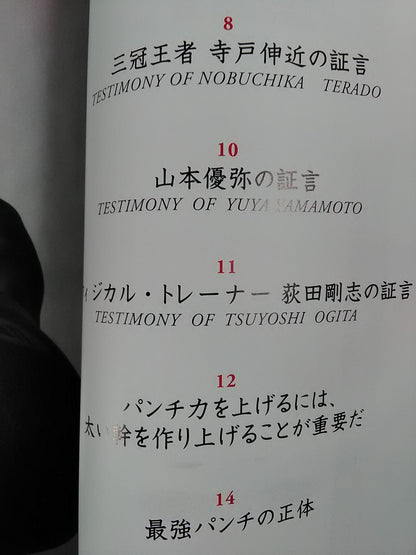 8
三冠王者 寺戸伸近の証言
TESTIMONY OF NOBUCHIKA TERADO
10
山本優弥の証言
TESTIMONY OF YUYA YAMAMOTO
11
ィジカル・トレーナー 荻田剛志の証言
TESTIMONY OF TSUYOSHI OGITA
12
パンチ力を上げるには、
太い幹を作り上げることが重要だ
14
最強パンチの正体